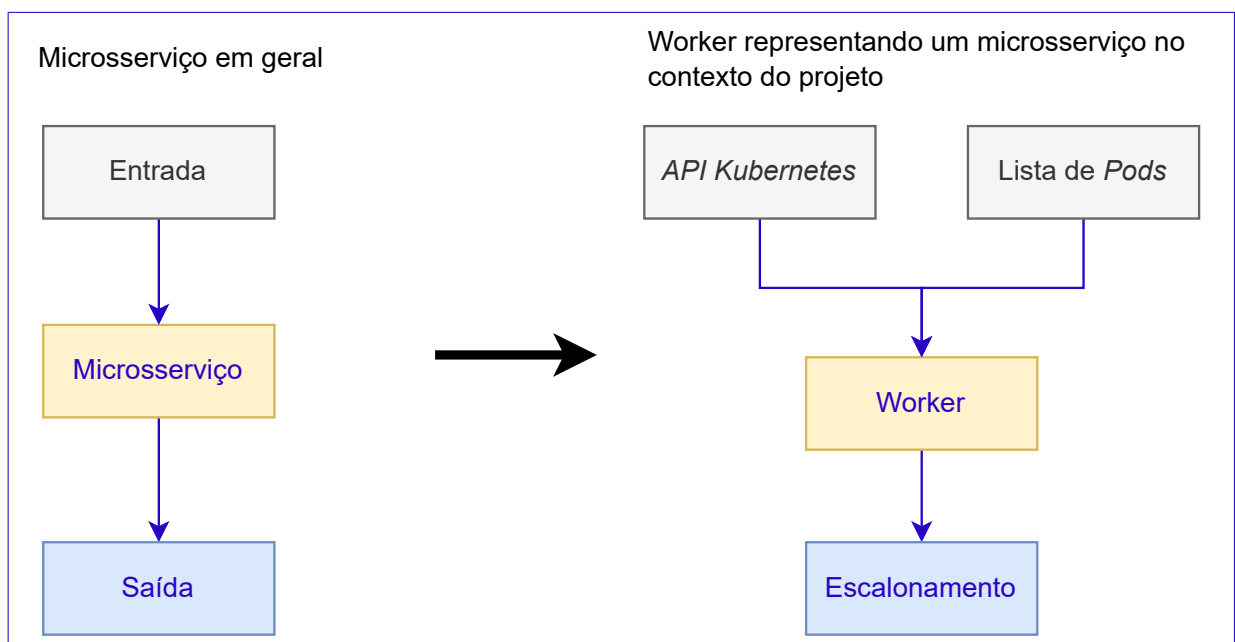 Microsserviço em geral
Entrada
Microsserviço
Saída
Worker representando um microsserviço no
contexto do projeto
API Kubernetes
Lista de Pods
Worker
Escalonamento